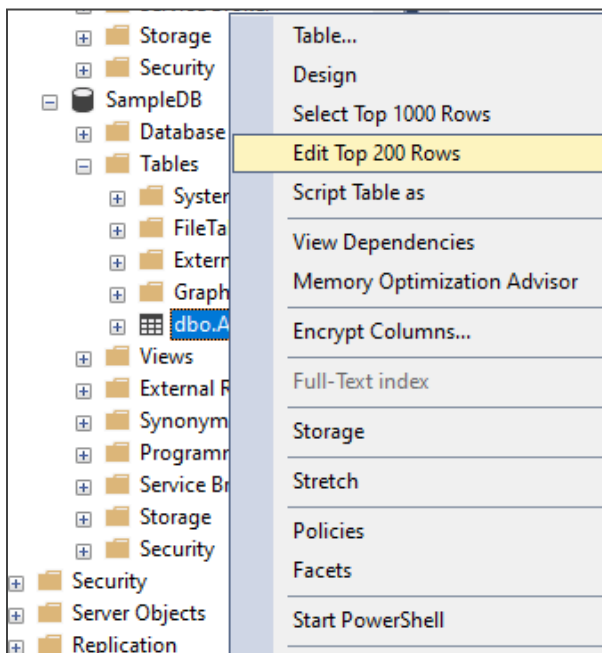 Storage
Security
SampleDB
Database
Tables
System
FileTa
Extern
Graph
dbo.A
Views
External R
Synonym
Programm
Service Br
Storage
Security
Security
Server Objects
Replication
Table...
Design
Select Top 1000 Rows
Edit Top 200 Rows
Script Table as
View Dependencies
Memory Optimization Advisor
Encrypt Columns...
Full-Text index
Storage
Stretch
Policies
Facets
Start PowerShell